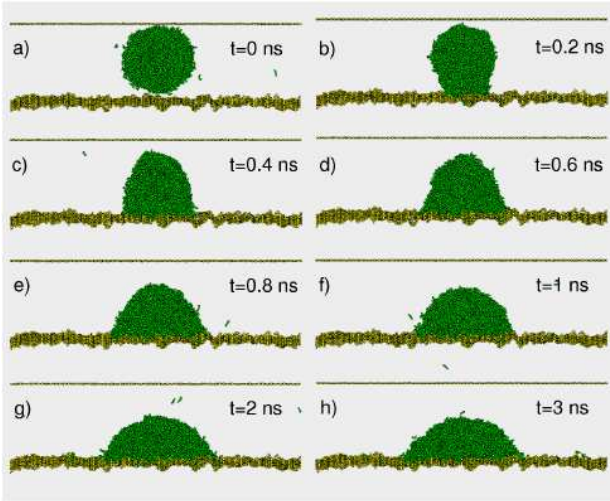 a) t=0 ns
b) t=0.2 ns
c) t=0.4 ns
d) t=0.6 ns
e) t=0.8 ns
f) t=1 ns
g) t=2 ns
h) t=3 ns